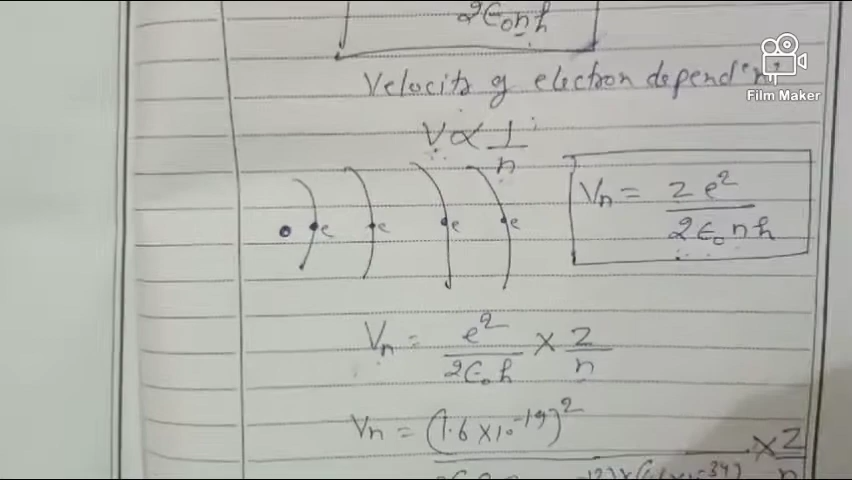 2ϵ₀nh
Velocity of electron depend
Film Maker
V ∝ 1/n
e e e e
Vn = Ze²/2ϵ₀nh
Vn = e²/2ϵ₀h × Z/n
Vn = (1.6×10⁻¹⁹)² × Z/n